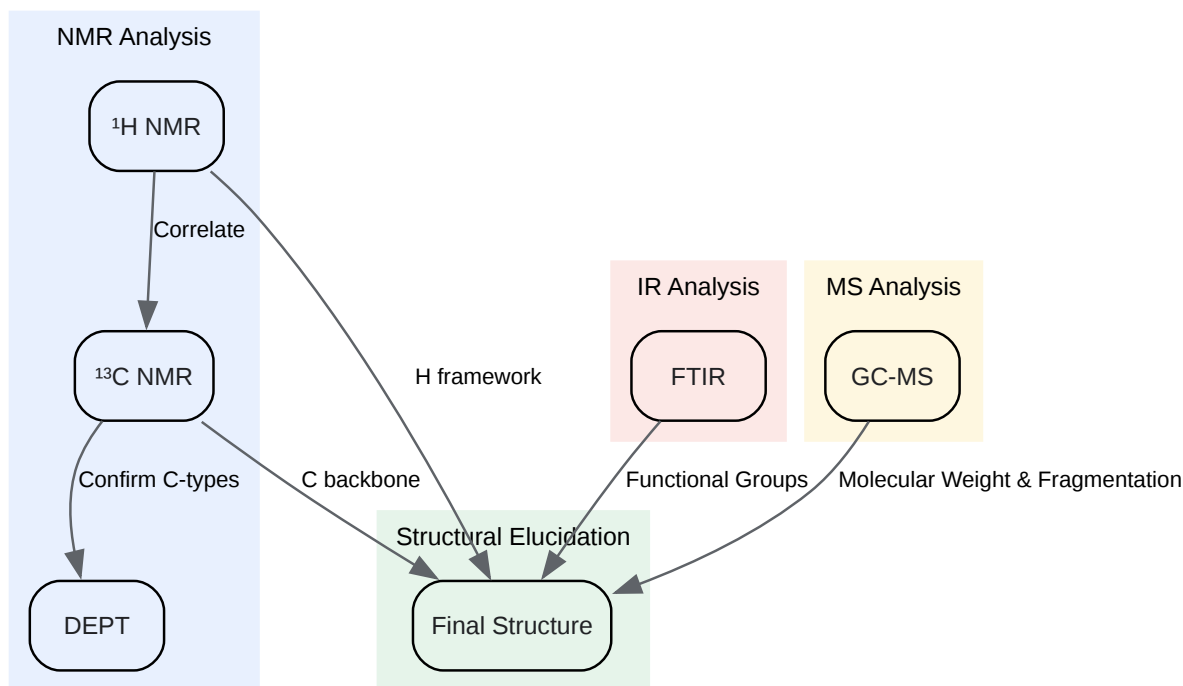 NMR Analysis
¹H NMR
Correlate
IR Analysis
MS Analysis
¹³C NMR
H framework
FTIR
GC-MS
Confirm C-types
C backbone
Functional Groups
Molecular Weight & Fragmentation
Structural Elucidation
DEPT
Final Structure